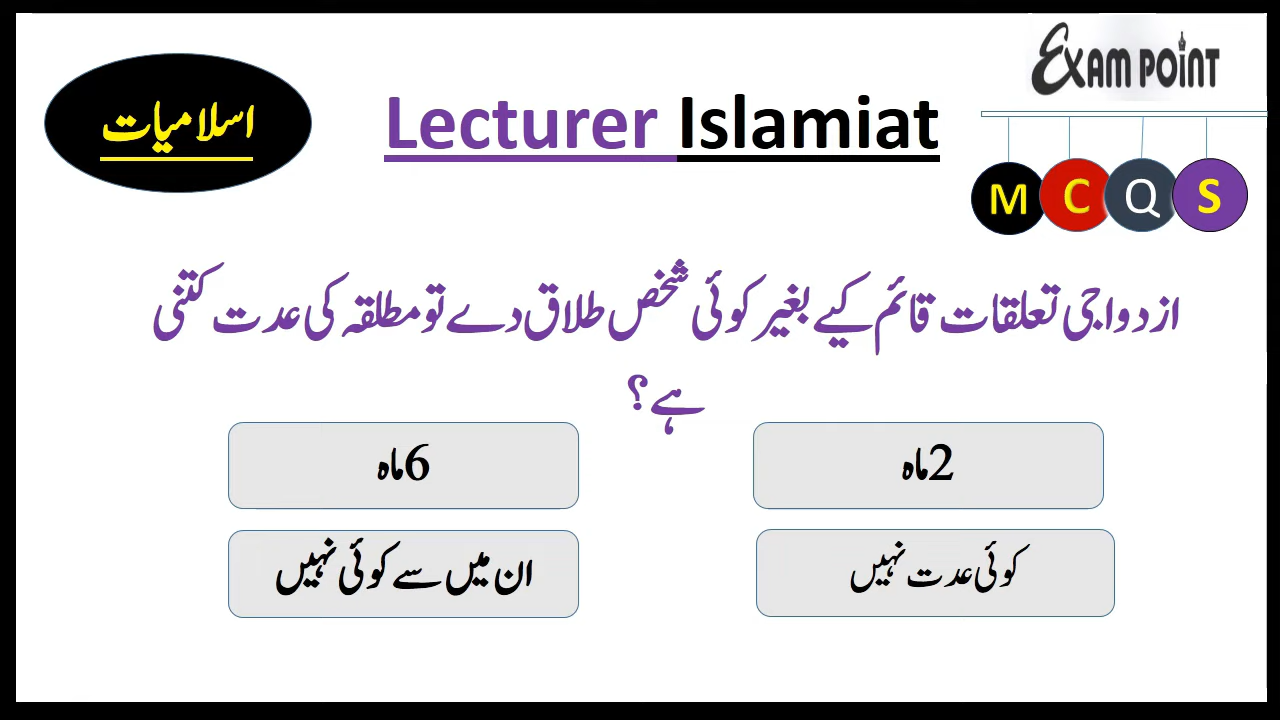 EXAM POINT
اسلامیات
Lecturer Islamiat
M C Q S
ازدواجی تعلقات قائم کیے بغیر کوئی شخص طلاق دے تو مطلقہ کی عدت کتنی
ہے؟
2ماہ
6ماہ
کوئی عدت نہیں
ان میں سے کوئی نہیں